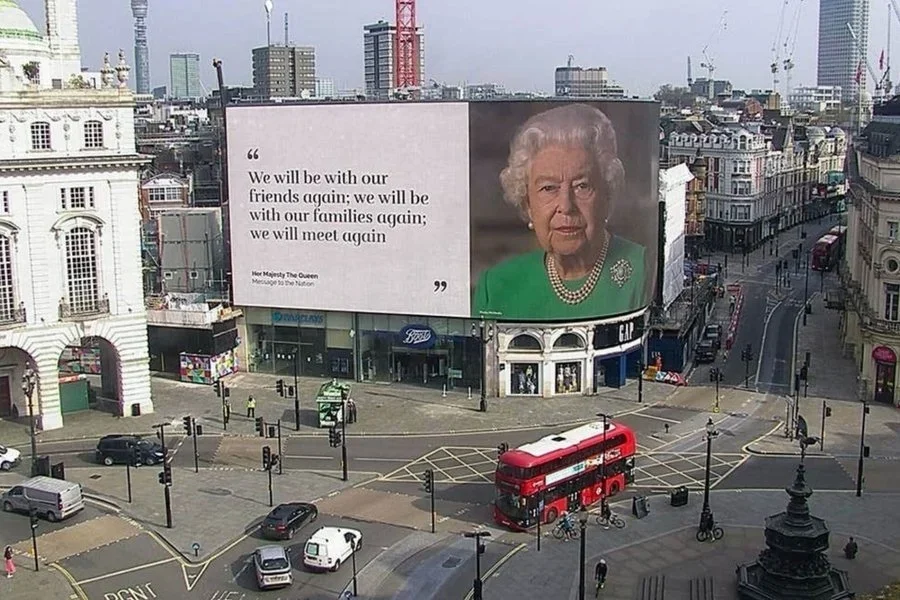 “
We will be with our
friends again; we will be
with our families again;
we will meet again
Her Majesty The Queen
Message to the Nation
”
BARCLAYS
Boots
GAP